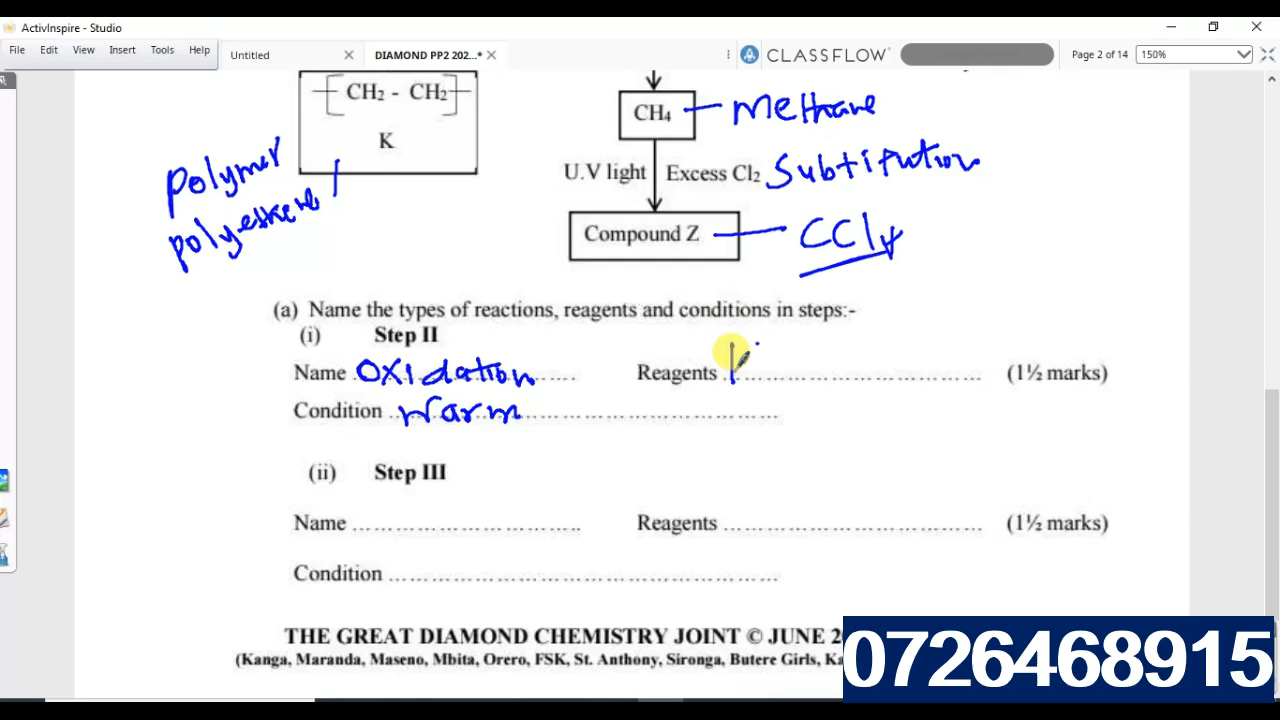 ActivInspire - Studio
File Edit View Insert Tools Help
Untitled
DIAMOND PP2 202...*
CLASSFLOW
Page 2 of 14
150%
CH2 - CH2
K
polymer
polyethene
CH4
Methane
U.V light Excess Cl2
Subtitution
Compound Z
CCl4
(a) Name the types of reactions, reagents and conditions in steps:-
(i) Step II
Name Oxidation Reagents (1½ marks)
Condition Warm
(ii) Step III
Name Reagents (1½ marks)
Condition
THE GREAT DIAMOND CHEMISTRY JOINT © JUNE 2
(Kanga, Maranda, Maseno, Mbita, Orero, FSK, St. Anthony, Sironga, Butere Girls, Ka
0726468915